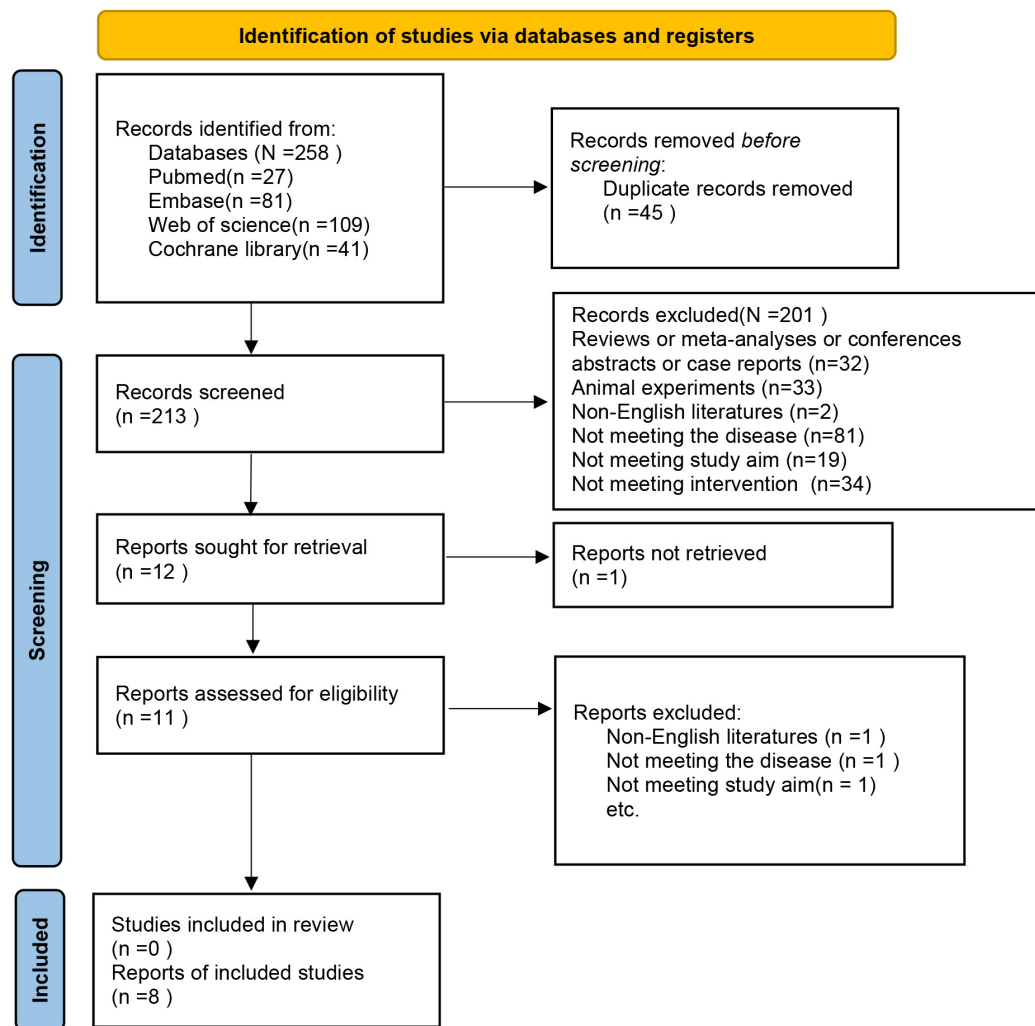 Identification of studies via databases and registers
Identification
Records identified from:
Databases (N =258 )
Pubmed(n =27)
Embase(n =81)
Web of science(n =109)
Cochrane library(n =41)
Records removed before
screening:
Duplicate records removed
(n =45 )
Screening
Records screened
(n =213 )
Records excluded(N =201 )
Reviews or meta-analyses or conferences
abstracts or case reports (n=32)
Animal experiments (n=33)
Non-English literatures (n=2)
Not meeting the disease (n=81)
Not meeting study aim (n=19)
Not meeting intervention  (n=34)
Reports sought for retrieval
(n =12 )
Reports not retrieved
(n =1)
Reports assessed for eligibility
(n =11 )
Reports excluded:
Non-English literatures (n =1 )
Not meeting the disease (n =1 )
Not meeting study aim(n = 1)
etc.
Included
Studies included in review
(n =0 )
Reports of included studies
(n =8 )